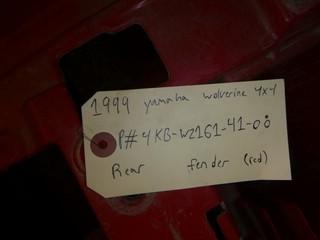 1999 yamaha wolverine 4x4
P# 4KB-W2161-41-00
Rear fender (red)